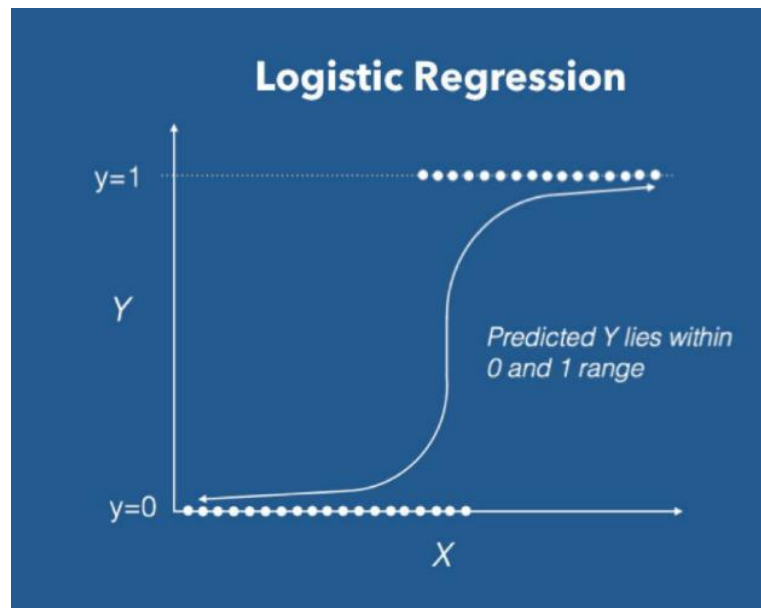 Logistic Regression
y=1
Y
Predicted Y lies within
0 and 1 range
y=0
X